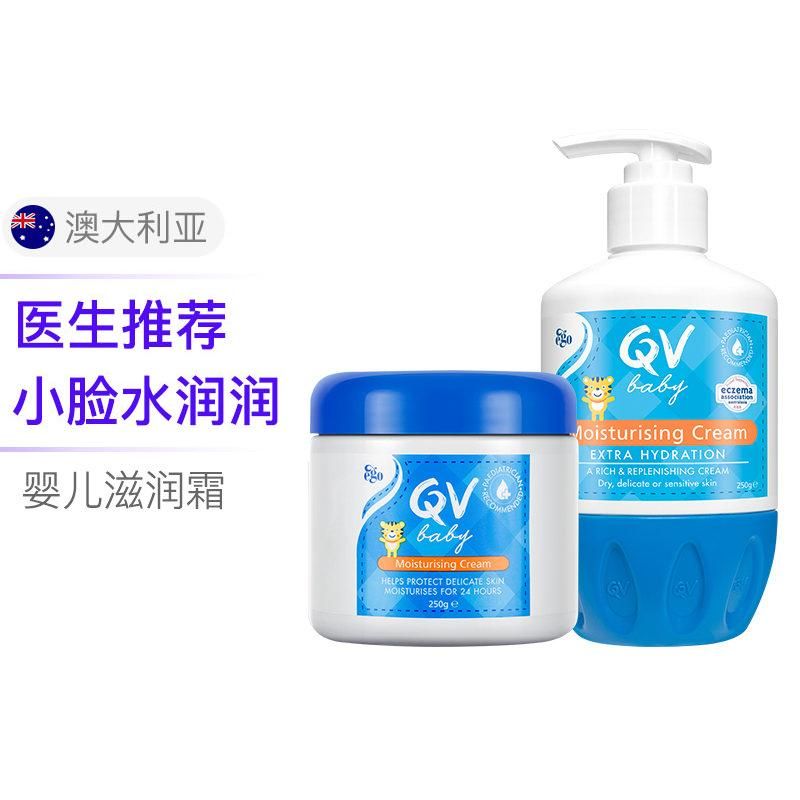 澳大利亚
医生推荐
小脸水润润
婴儿滋润霜
ego
QV
baby
PAEDIATRICIAN RECOMMENDED
Moisturising Cream
HELPS PROTECT DELICATE SKIN
MOISTURISES FOR 24 HOURS
250g e
ego
QV
baby
PAEDIATRICIAN RECOMMENDED
eczema
association
Moisturising Cream
EXTRA HYDRATION
A RICH & REPLENISHING CREAM
Dry, delicate or sensitive skin
250g e
QV